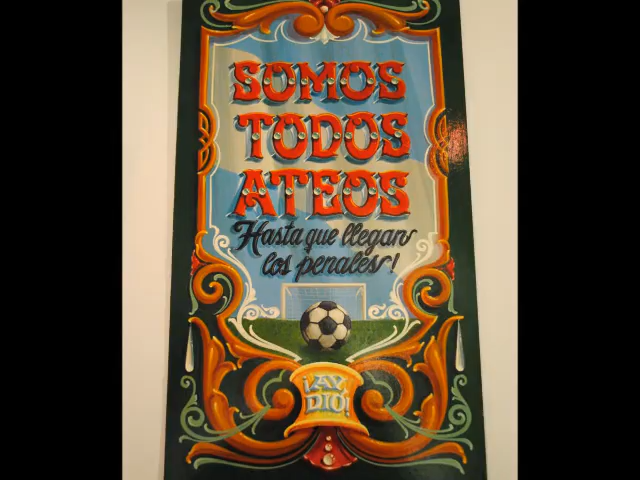 SOMOS
TODOS
ATEOS
Hasta que llegan
los penales!
¡AY
DIO!